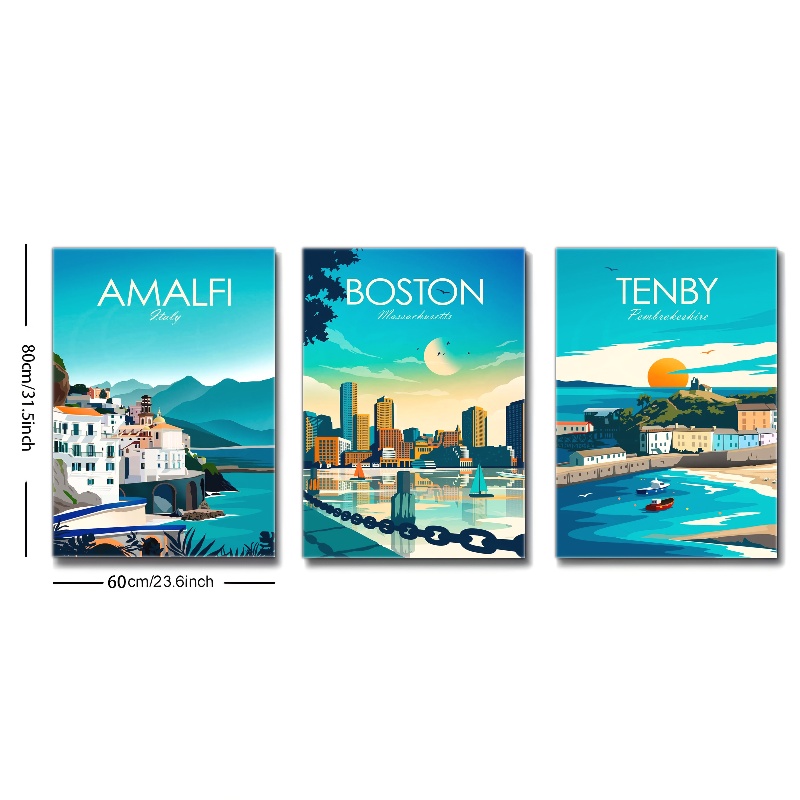 AMALFI
Italy
BOSTON
Massachusetts
TENBY
Pembrokeshire
80cm/31.5inch
60cm/23.6inch